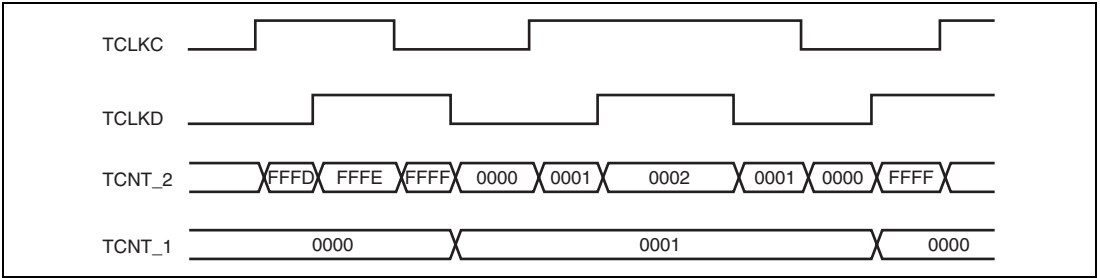 TCLKC
TCLKD
TCNT_2 FFFD FFFE FFFF 0000 0001 0002 0001 0000 FFFF
TCNT_1 0000 0001 0000